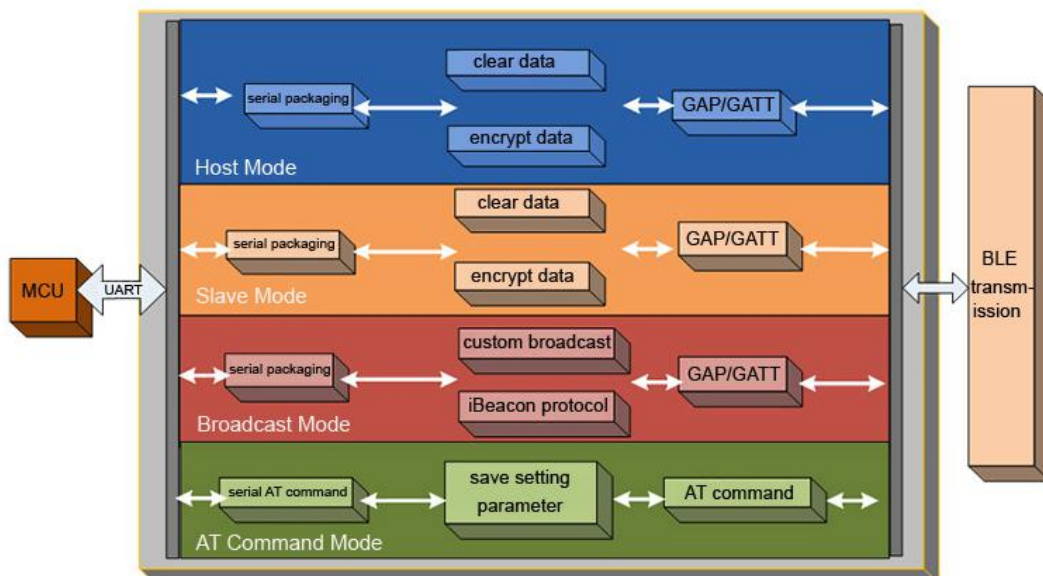 clear data
serial packaging
GAP/GATT
encrypt data
Host Mode
clear data
serial packaging
GAP/GATT
encrypt data
Slave Mode
MCU
UART
BLE
transm-
ission
custom broadcast
serial packaging
GAP/GATT
iBeacon protocol
Broadcast Mode
serial AT command
save setting
parameter
AT command
AT Command Mode